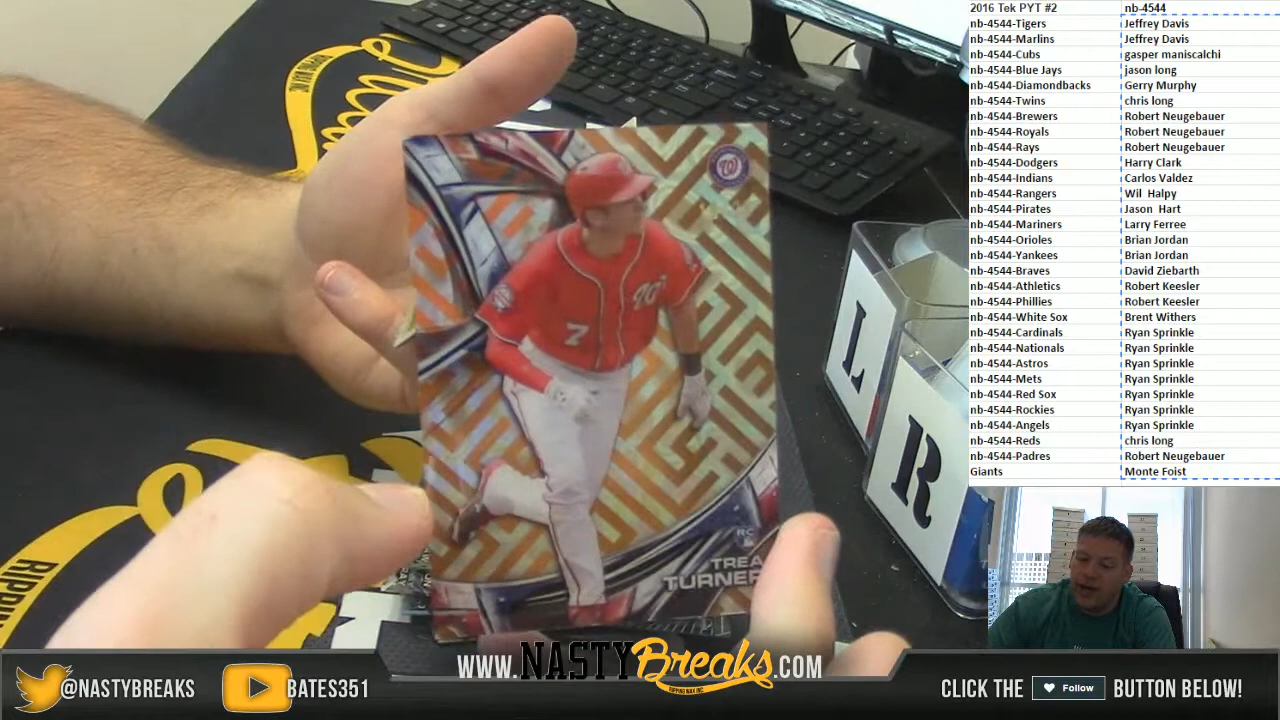 2016 Tek PYT #2 nb-4544
nb-4544-Tigers Jeffrey Davis
nb-4544-Marlins Jeffrey Davis
nb-4544-Cubs gasper maniscalchi
nb-4544-Blue Jays jason long
nb-4544-Diamondbacks Gerry Murphy
nb-4544-Twins chris long
nb-4544-Brewers Robert Neugebauer
nb-4544-Royals Robert Neugebauer
nb-4544-Rays Robert Neugebauer
nb-4544-Dodgers Harry Clark
nb-4544-Indians Carlos Valdez
nb-4544-Rangers Wil Halpy
nb-4544-Pirates Jason Hart
nb-4544-Mariners Larry Ferree
nb-4544-Orioles Brian Jordan
nb-4544-Yankees Brian Jordan
nb-4544-Braves David Ziebarth
nb-4544-Athletics Robert Keesler
nb-4544-Phillies Robert Keesler
nb-4544-White Sox Brent Withers
nb-4544-Cardinals Ryan Sprinkle
nb-4544-Nationals Ryan Sprinkle
nb-4544-Astros Ryan Sprinkle
nb-4544-Mets Ryan Sprinkle
nb-4544-Red Sox Ryan Sprinkle
nb-4544-Rockies Ryan Sprinkle
nb-4544-Angels Ryan Sprinkle
nb-4544-Reds chris long
nb-4544-Padres Robert Neugebauer
Giants Monte Foist
W
W
7
L
R
RC
TREA
TURNER
WWW.NASTYBreaks.COM
RIPPING WAX INC
@NASTYBREAKS
BATES351
CLICK THE Follow BUTTON BELOW!